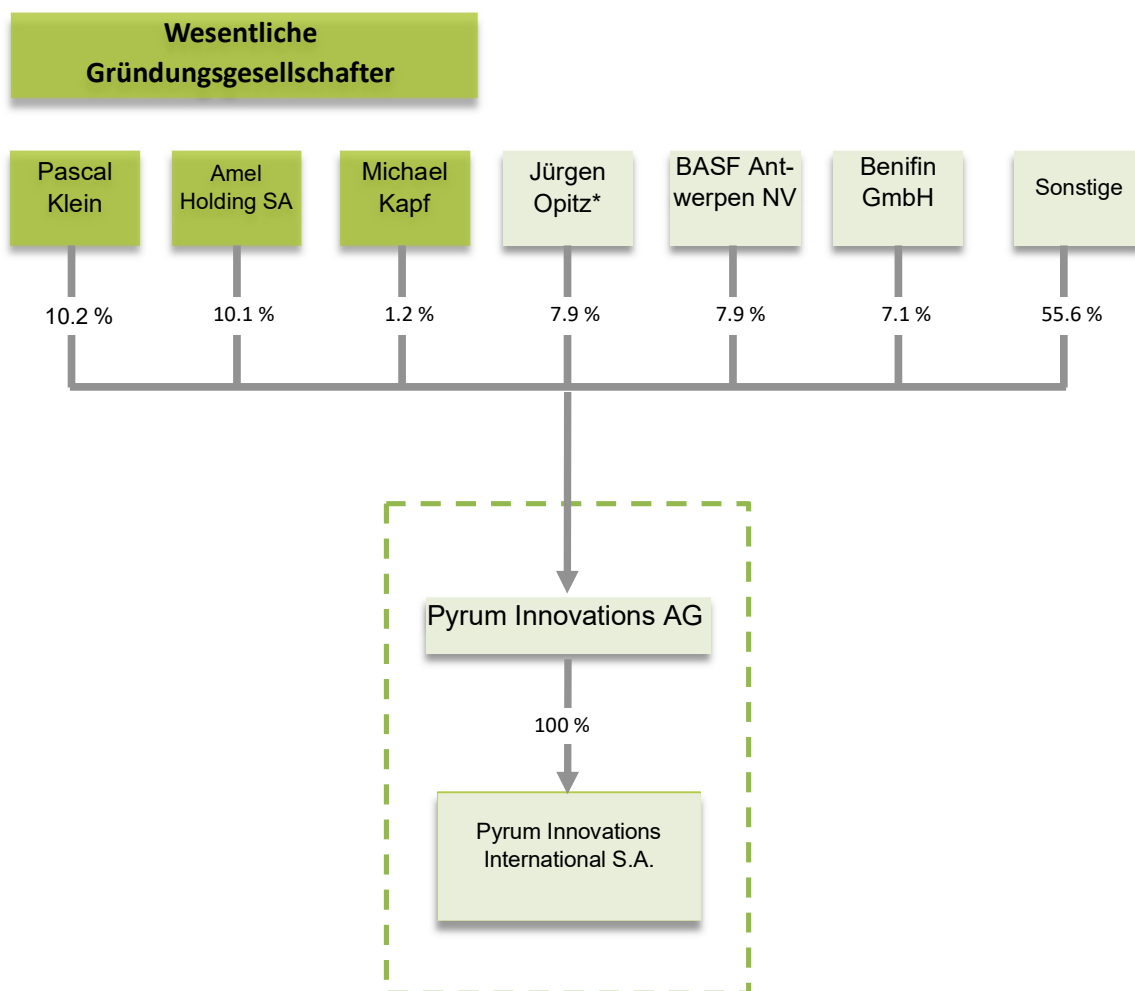 Wesentliche
Gründungsgesellschafter
Pascal
Klein
Amel
Holding SA
Michael
Kapf
Jürgen
Opitz*
BASF Ant-
werpen NV
Benifin
GmbH
Sonstige
10.2 %
10.1 %
1.2 %
7.9 %
7.9 %
7.1 %
55.6 %
Pyrum Innovations AG
100 %
Pyrum Innovations
International S.A.